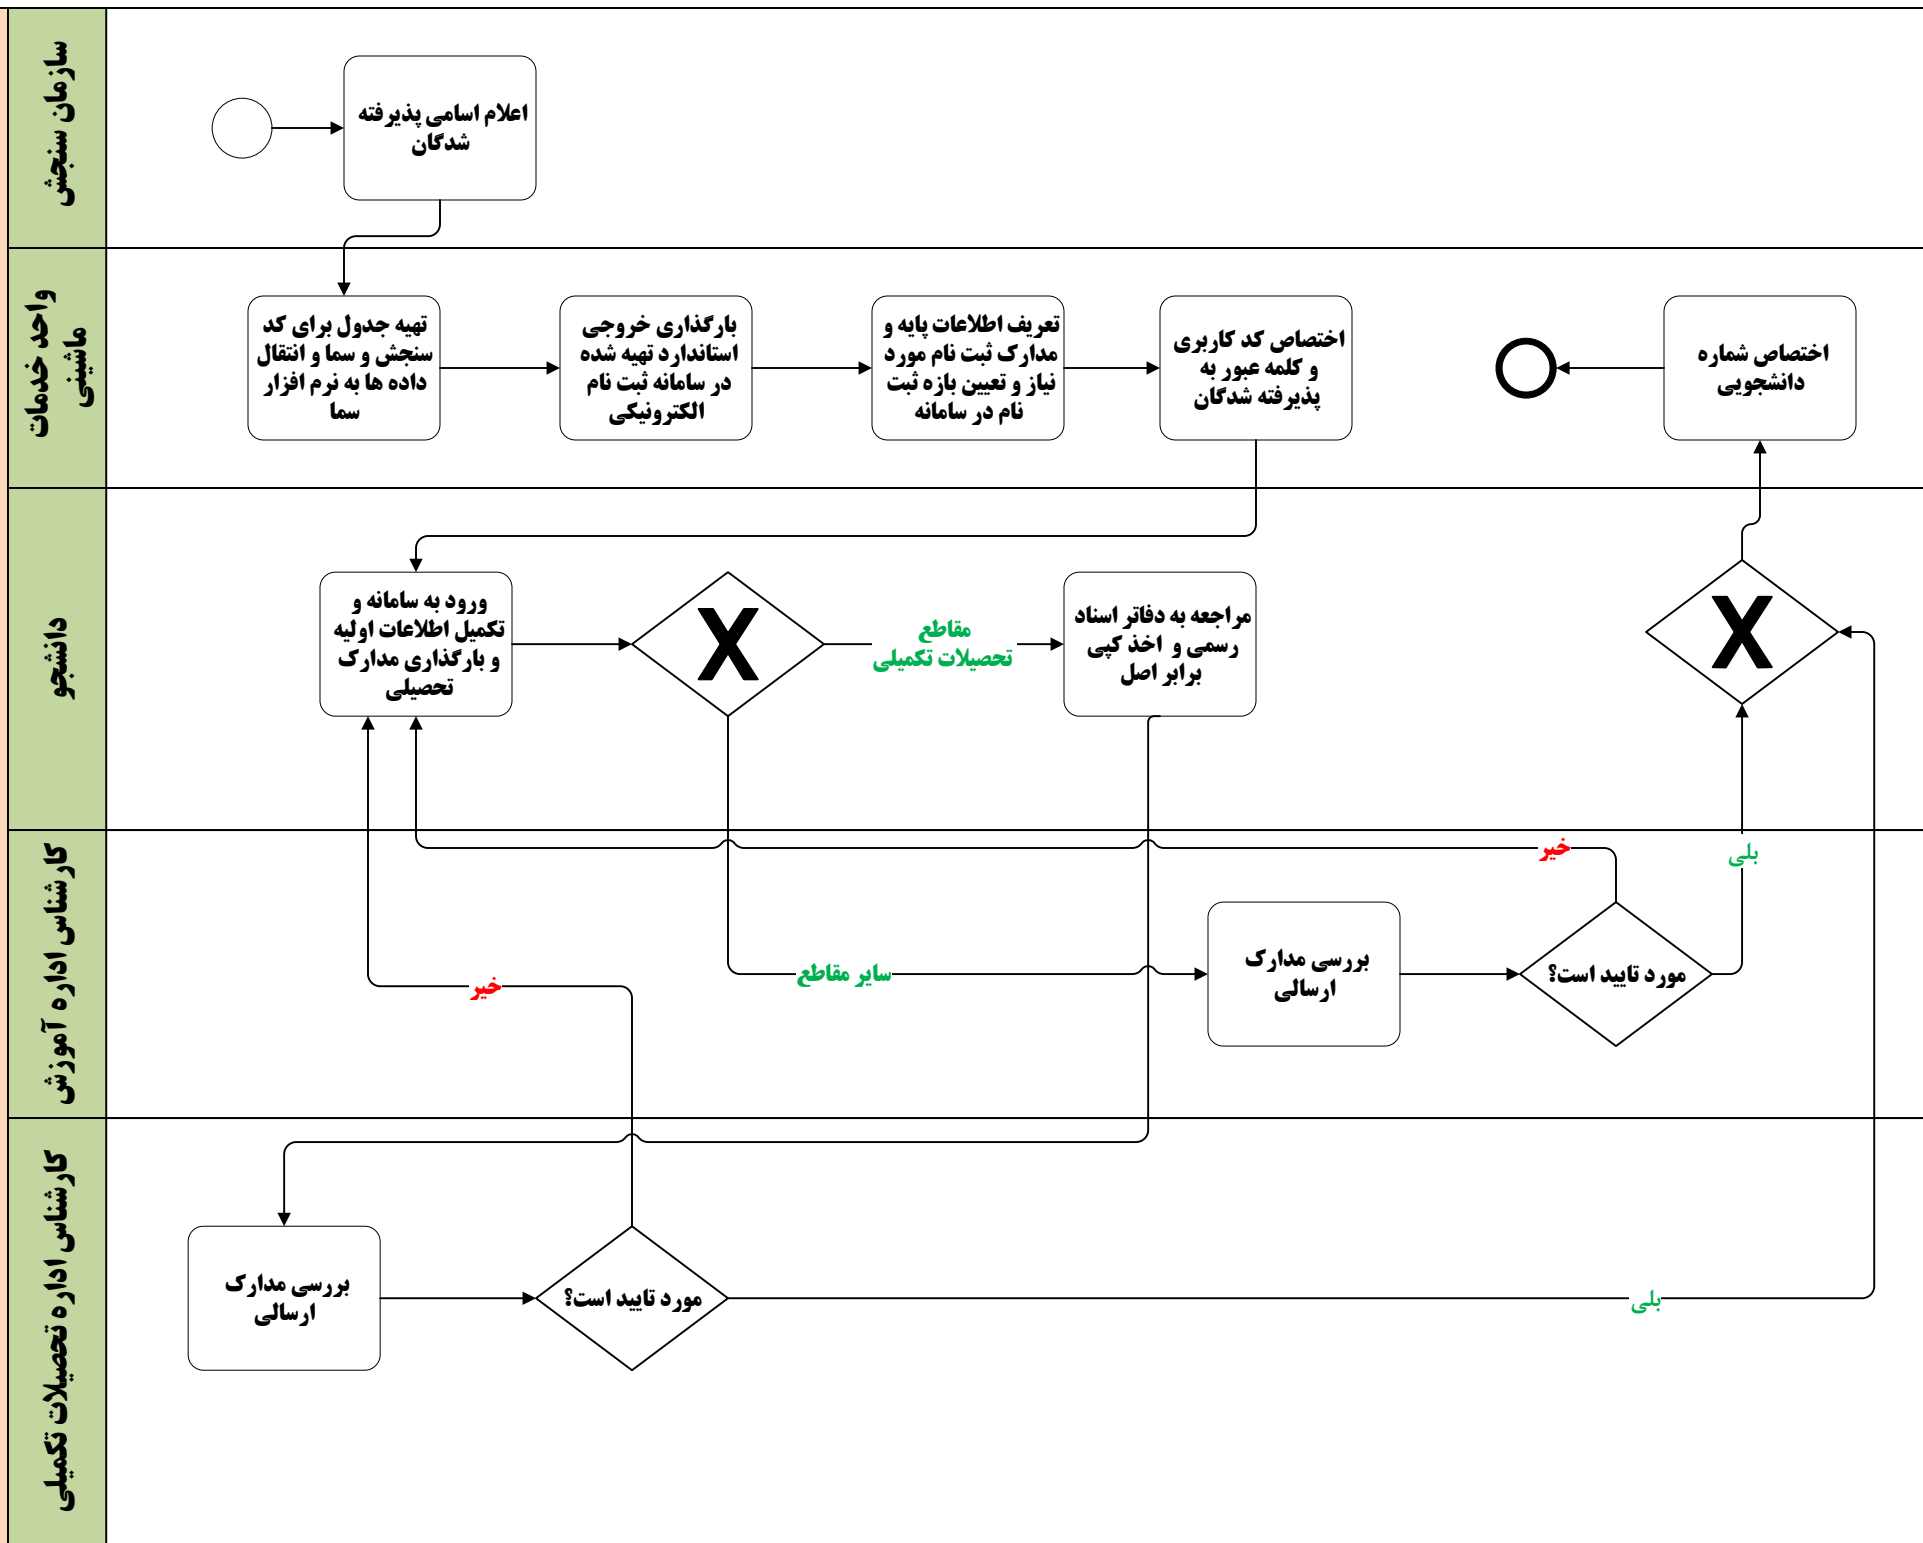 سازمان سنجش
اعلام اسامی پذیرفته
شدگان
واحد خدمات
ماشینی
تهیه جدول برای کد
سنجش و سما و انتقال
داده ها به نرم افزار
سما
بارگذاری خروجی
استاندارد تهیه شده
در سامانه ثبت نام
الکترونیکی
تعریف اطلاعات پایه و
مدارک ثبت نام مورد
نیاز و تعیین بازه ثبت
نام در سامانه
اختصاص کد کاربری
و کلمه عبور به
پذیرفته شدگان
اختصاص شماره
دانشجویی
دانشجو
ورود به سامانه و
تکمیل اطلاعات اولیه
و بارگذاری مدارک
تحصیلی
X
مقاطع
تحصیلات تکمیلی
مراجعه به دفاتر اسناد
رسمی و اخذ کپی
برابر اصل
X
کارشناس اداره آموزش
خیر
بلی
سایر مقاطع
بررسی مدارک
ارسالی
مورد تایید است؟
خیر
کارشناس اداره تحصیلات تکمیلی
بررسی مدارک
ارسالی
مورد تایید است؟
بلی